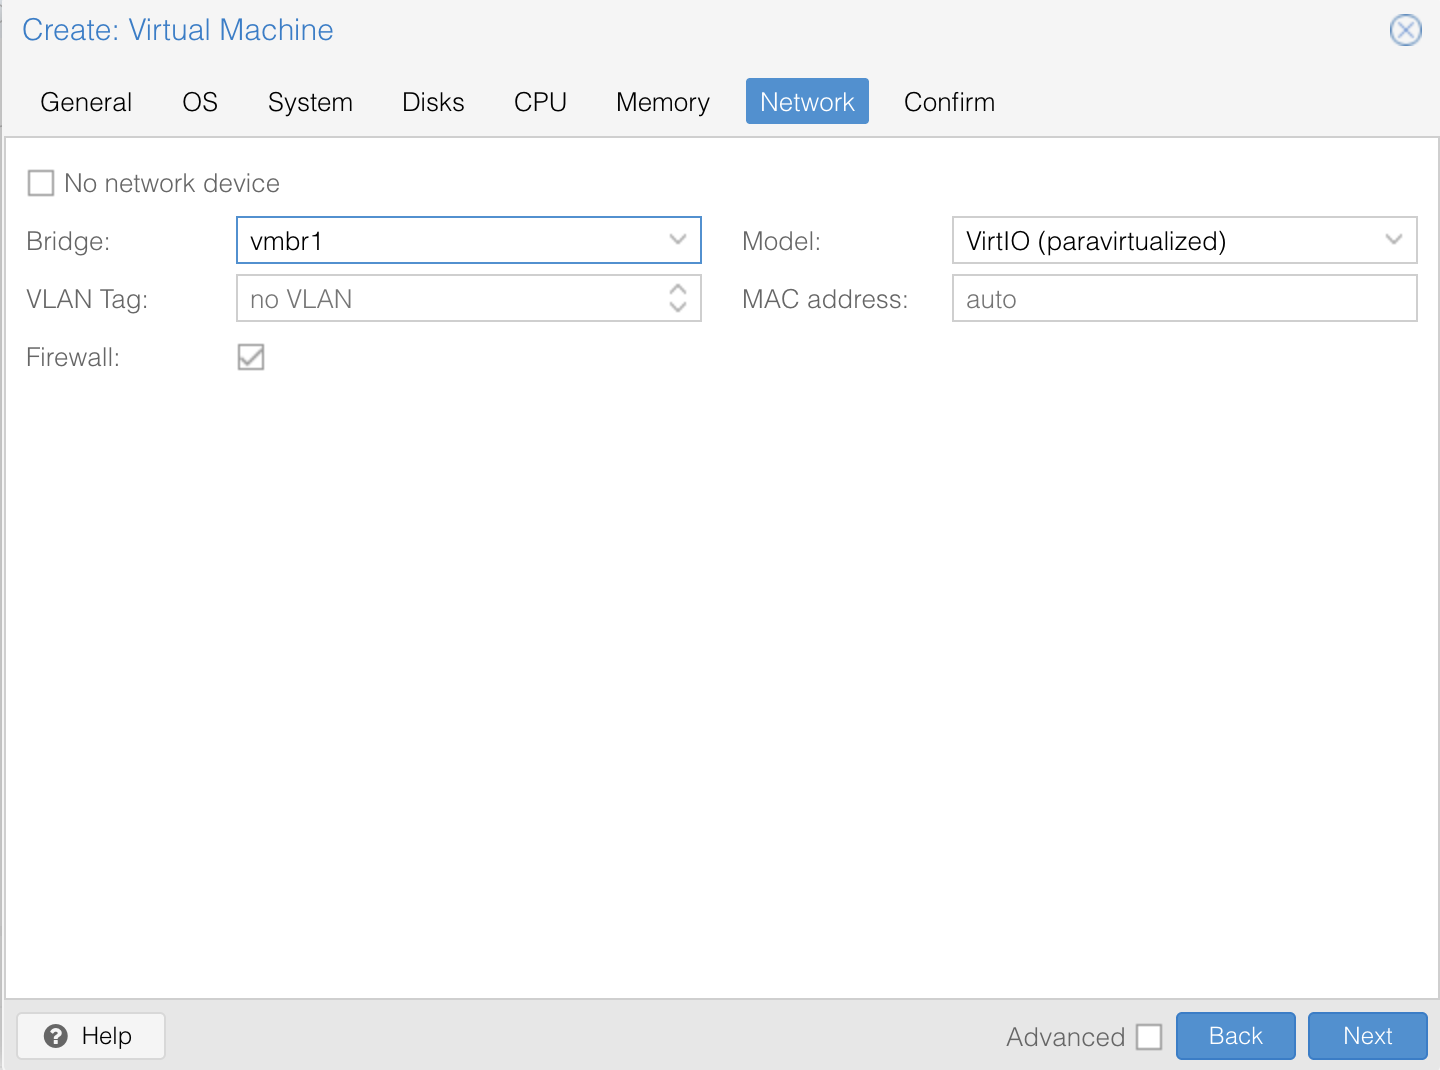 Create: Virtual Machine
General OS System Disks CPU Memory Network Confirm
No network device
Bridge: vmbr1 Model: VirtIO (paravirtualized)
VLAN Tag: no VLAN MAC address: auto
Firewall:
Help Advanced Back Next